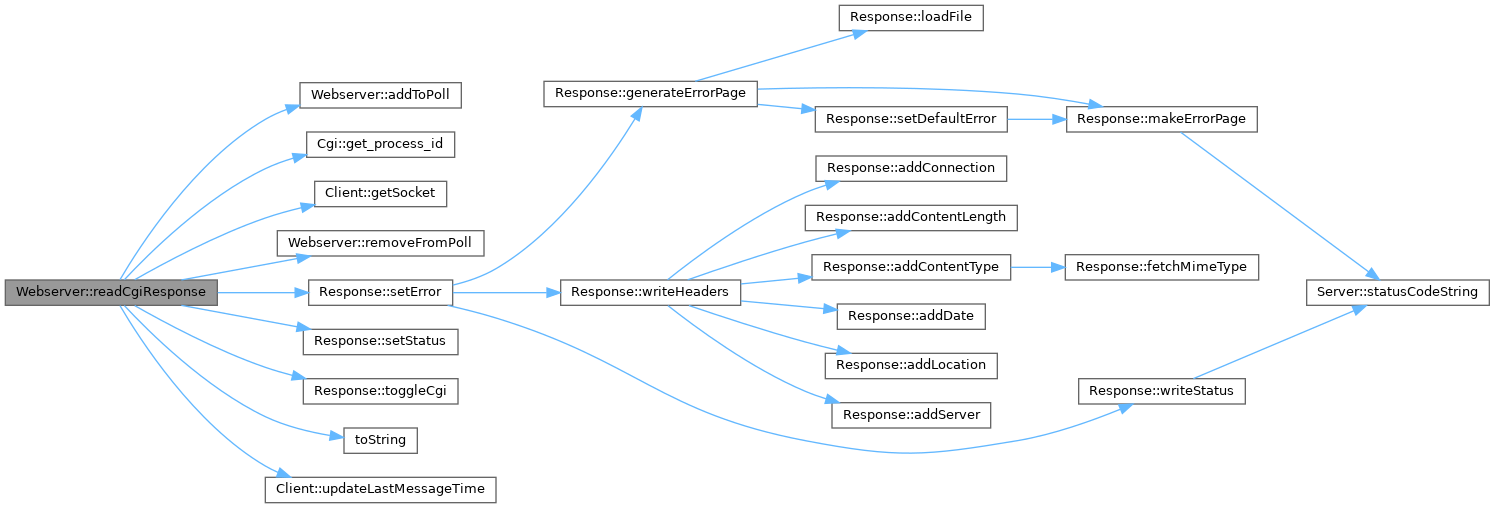 Webserver::readCgiResponse
Webserver::addToPoll
Cgi::get_process_id
Client::getSocket
Webserver::removeFromPoll
Response::setError
Response::setStatus
Response::toggleCgi
toString
Client::updateLastMessageTime
Response::generateErrorPage
Response::writeHeaders
Response::loadFile
Response::setDefaultError
Response::addConnection
Response::addContentLength
Response::addContentType
Response::addDate
Response::addLocation
Response::addServer
Response::makeErrorPage
Response::fetchMimeType
Response::writeStatus
Server::statusCodeString